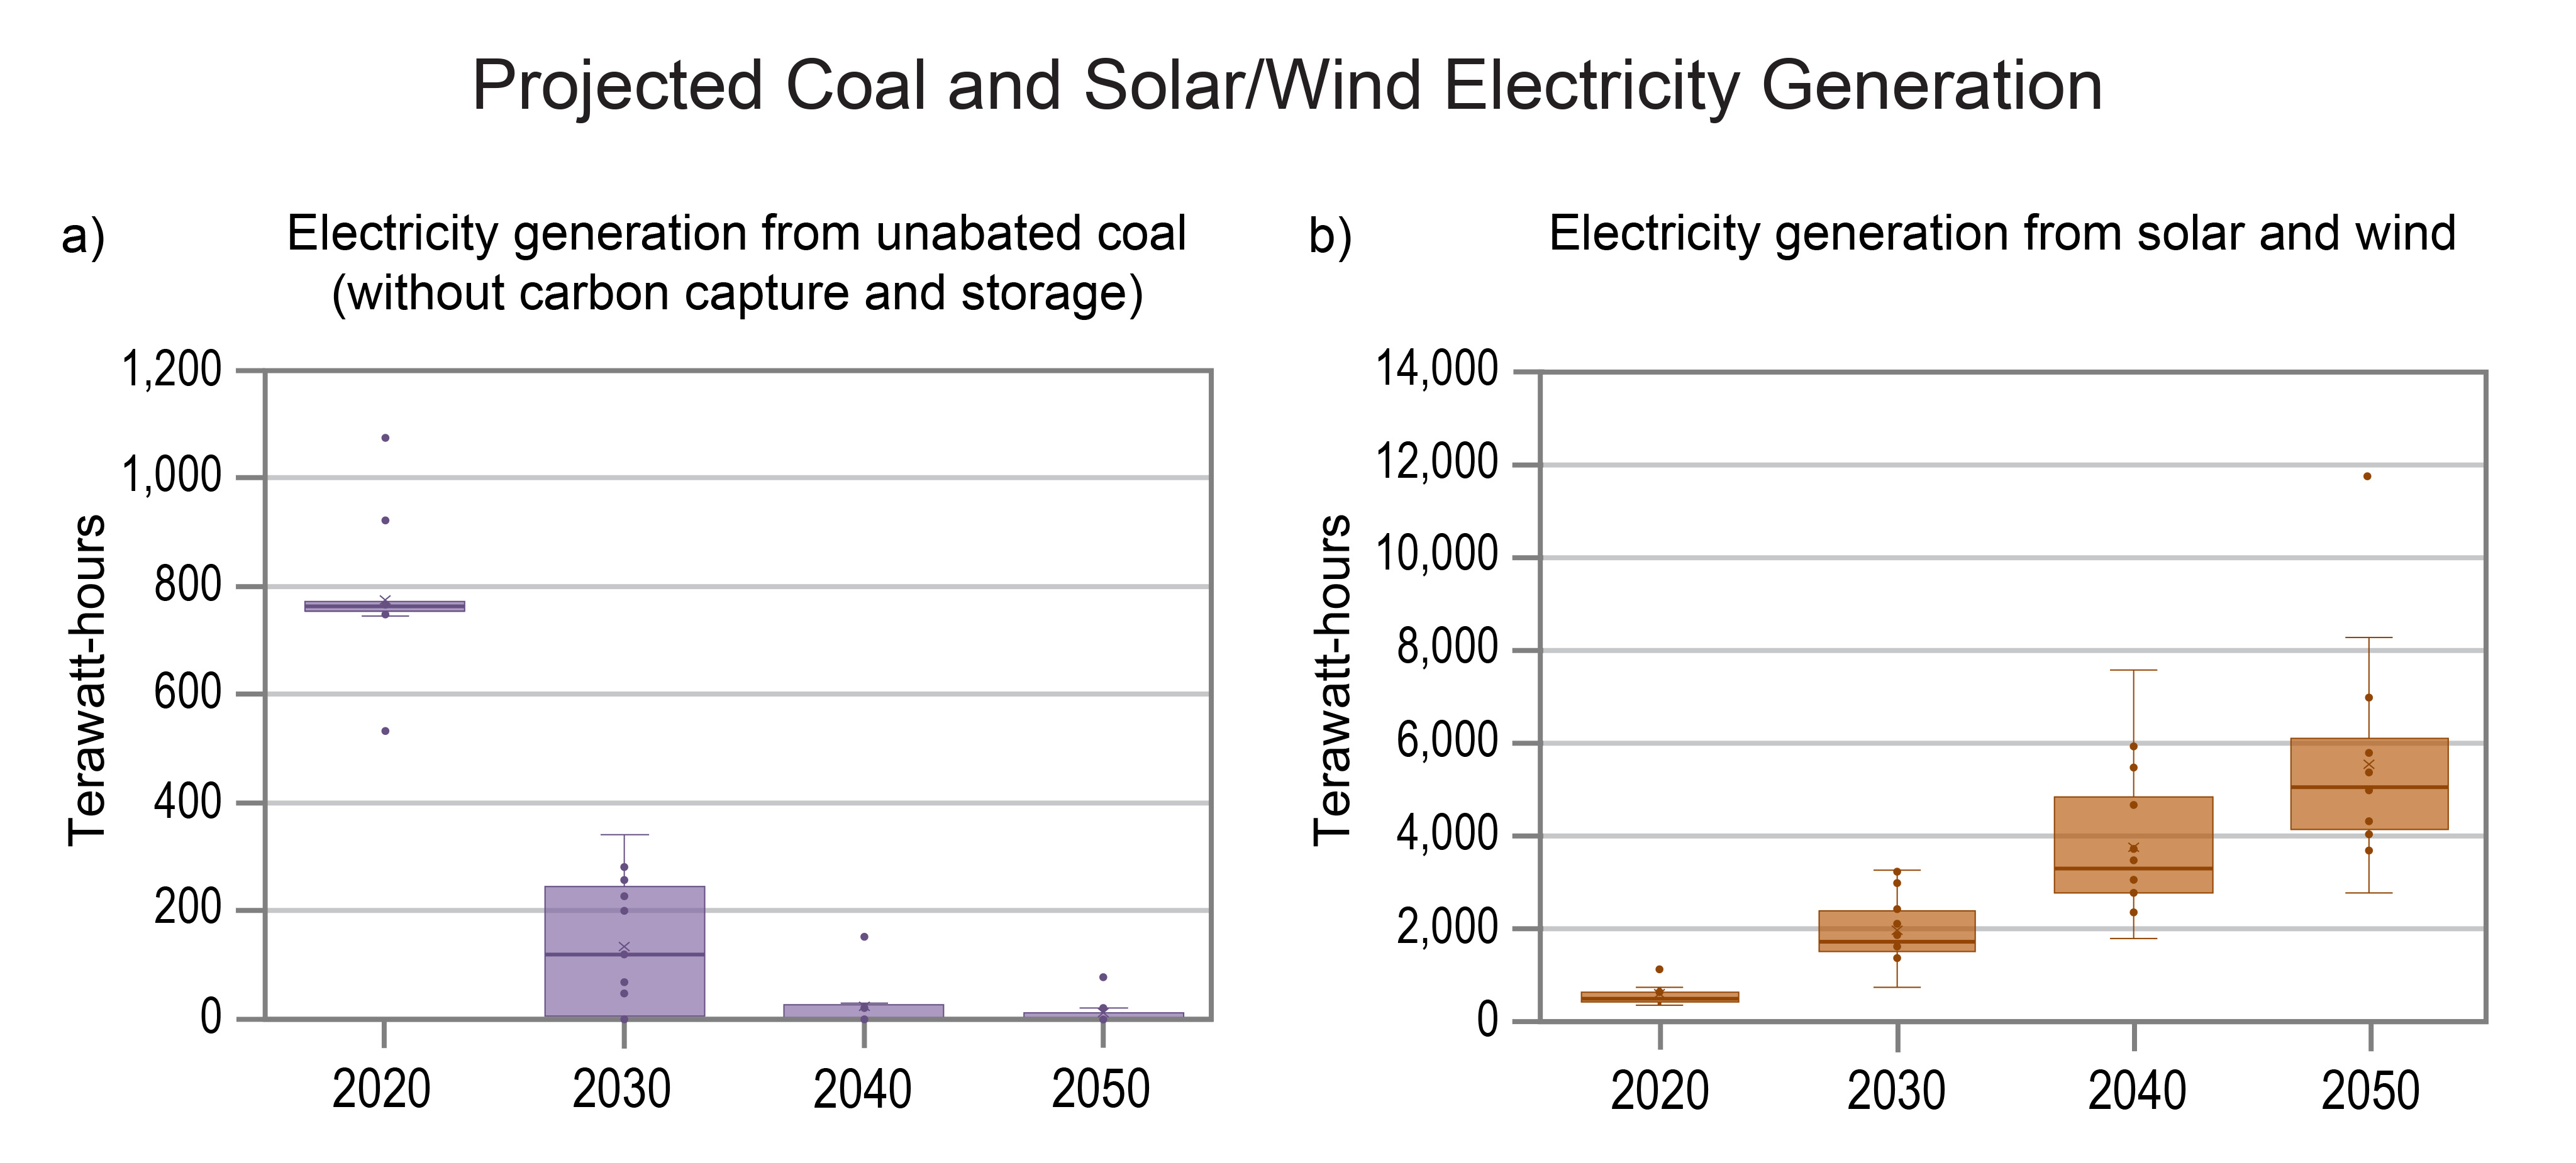 Projected Coal and Solar/Wind Electricity Generation
a)
Electricity generation from unabated coal
(without carbon capture and storage)
1,200
1,000
800
600
400
200
0
Terawatt-hours
2020 2030 2040 2050
b)
Electricity generation from solar and wind
14,000
12,000
10,000
8,000
6,000
4,000
2,000
0
Terawatt-hours
2020 2030 2040 2050